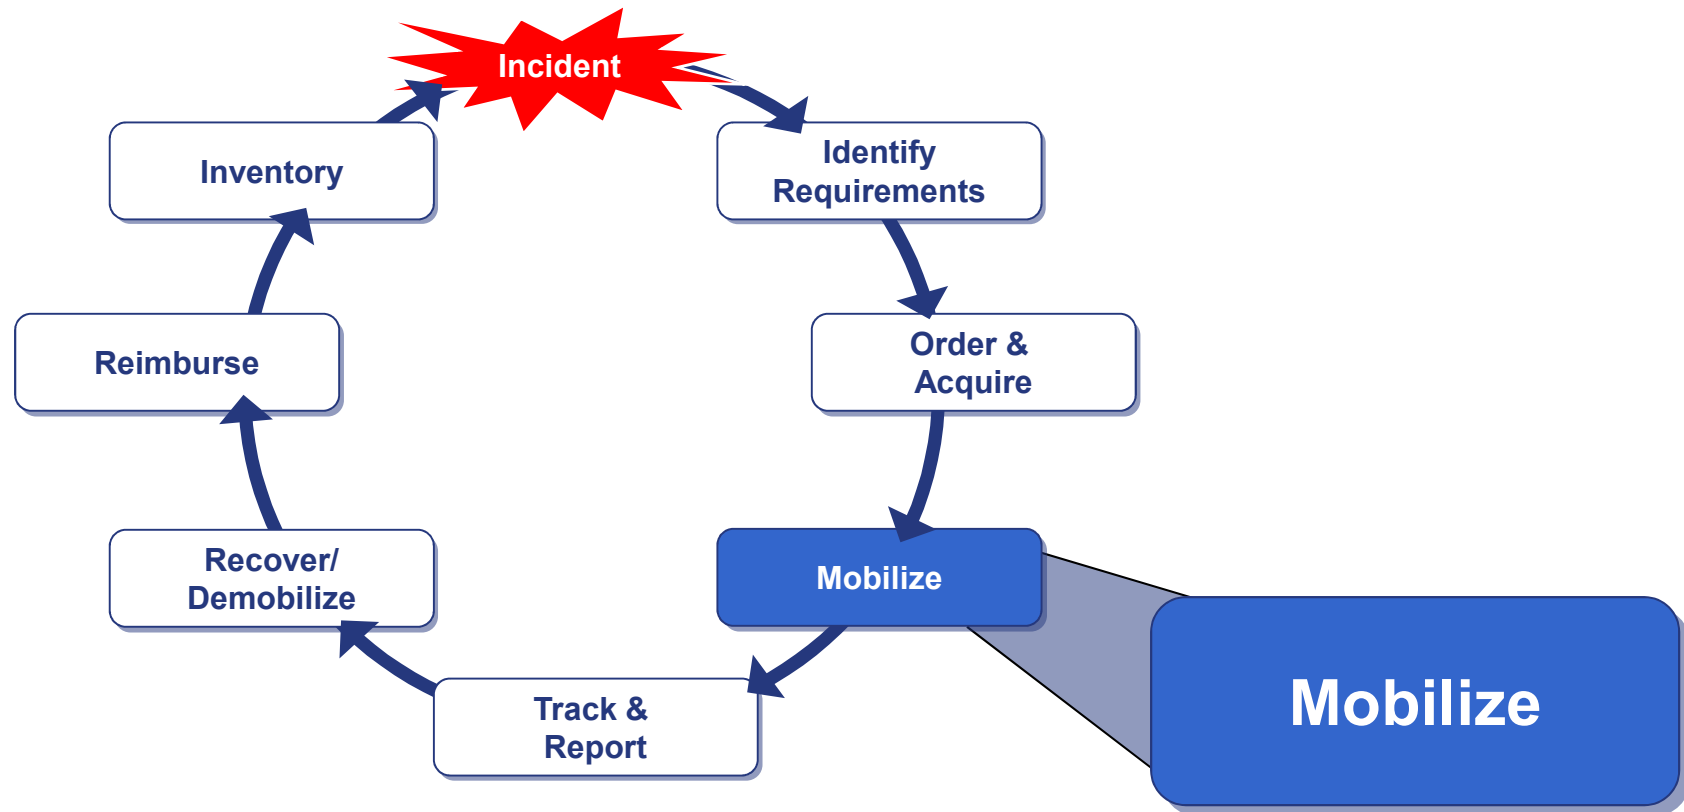 Incident
Identify
Requirements
Order &
Acquire
Mobilize
Mobilize
Track &
Report
Recover/
Demobilize
Reimburse
Inventory